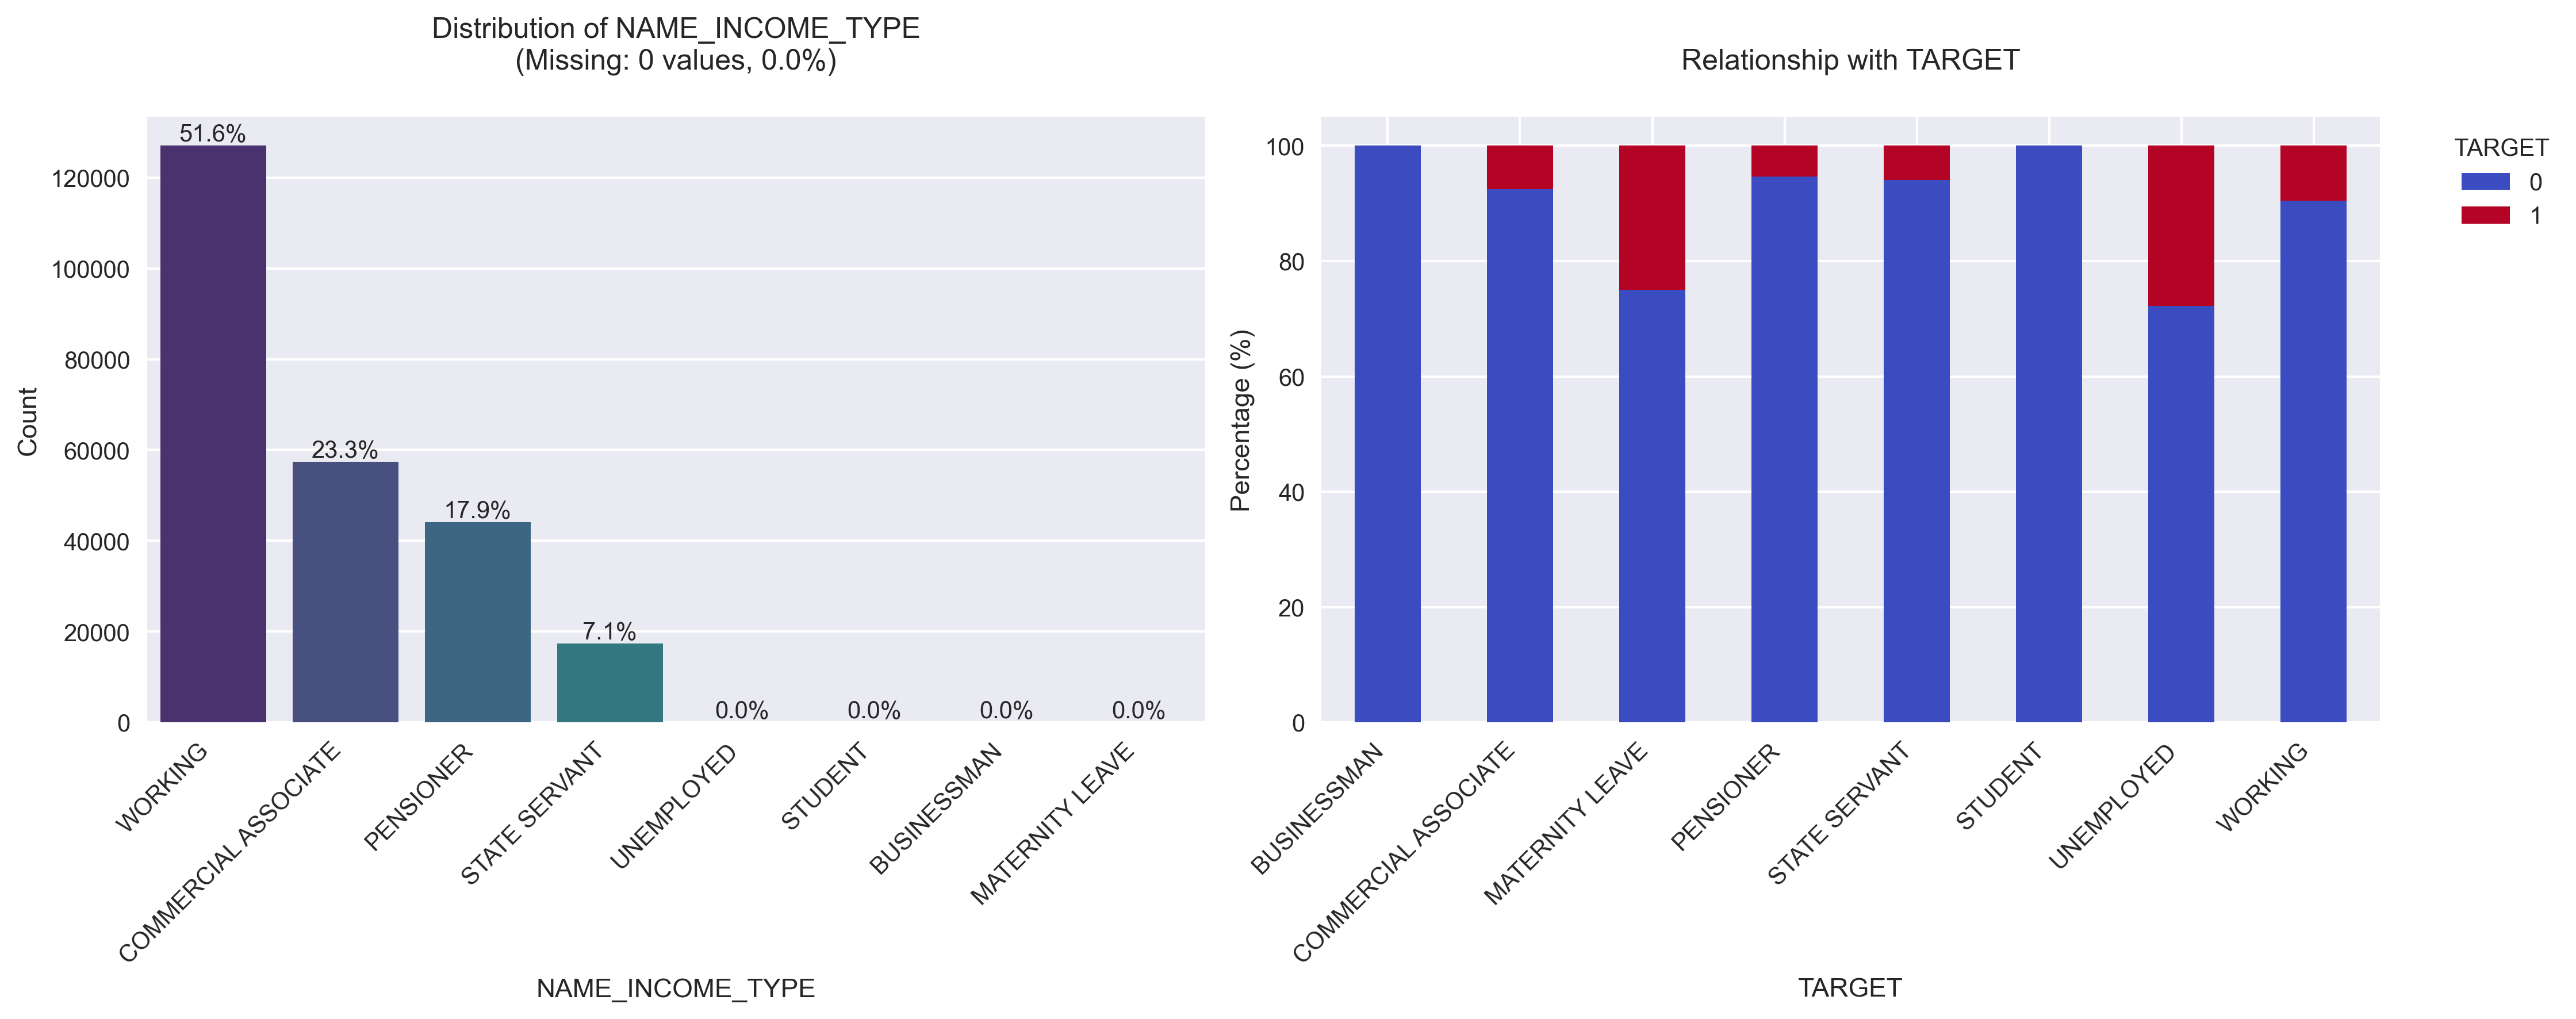 Distribution of NAME_INCOME_TYPE
(Missing: 0 values, 0.0%)
51.6%
23.3%
17.9%
7.1%
0.0%
0.0%
0.0%
0.0%
Count
120000
100000
80000
60000
40000
20000
0
WORKING
COMMERCIAL ASSOCIATE
PENSIONER
STATE SERVANT
UNEMPLOYED
STUDENT
BUSINESSMAN
MATERNITY LEAVE
NAME_INCOME_TYPE
Relationship with TARGET
Percentage (%)
100
80
60
40
20
0
BUSINESSMAN
COMMERCIAL ASSOCIATE
MATERNITY LEAVE
PENSIONER
STATE SERVANT
STUDENT
UNEMPLOYED
WORKING
TARGET
TARGET
0
1